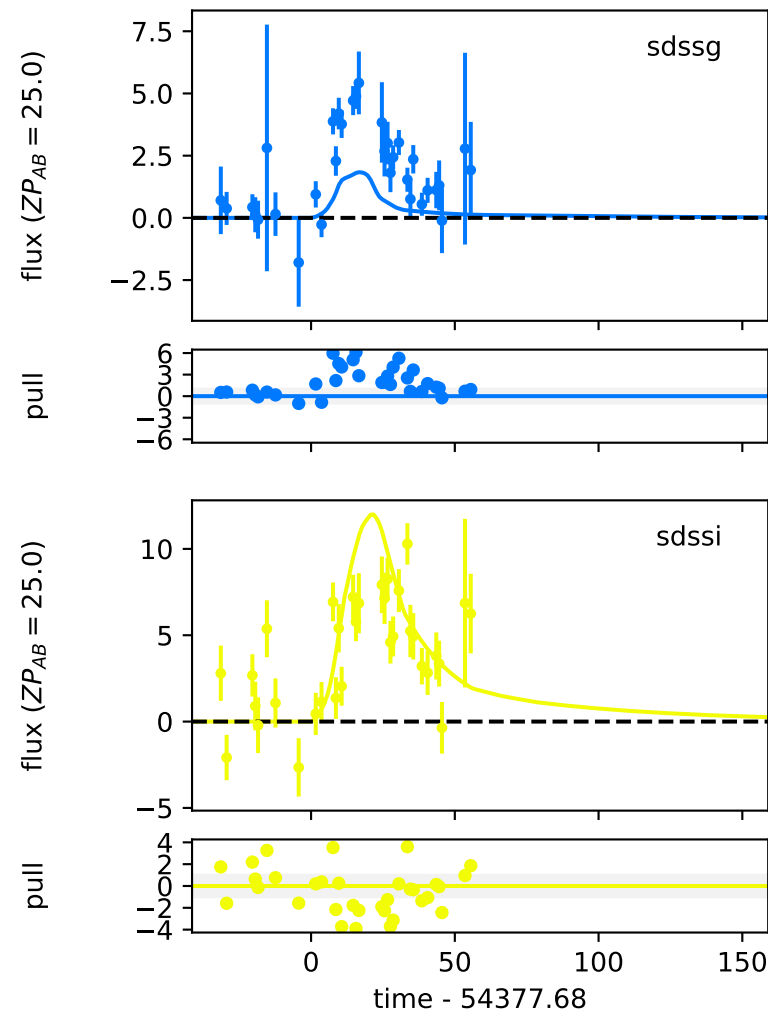 sdssg
flux (ZP_AB = 25.0)
7.5
5.0
2.5
0.0
−2.5
pull
6
3
0
−3
−6
sdssi
flux (ZP_AB = 25.0)
10
5
0
−5
pull
4
2
0
−2
−4
0 50 100 150
time - 54377.68